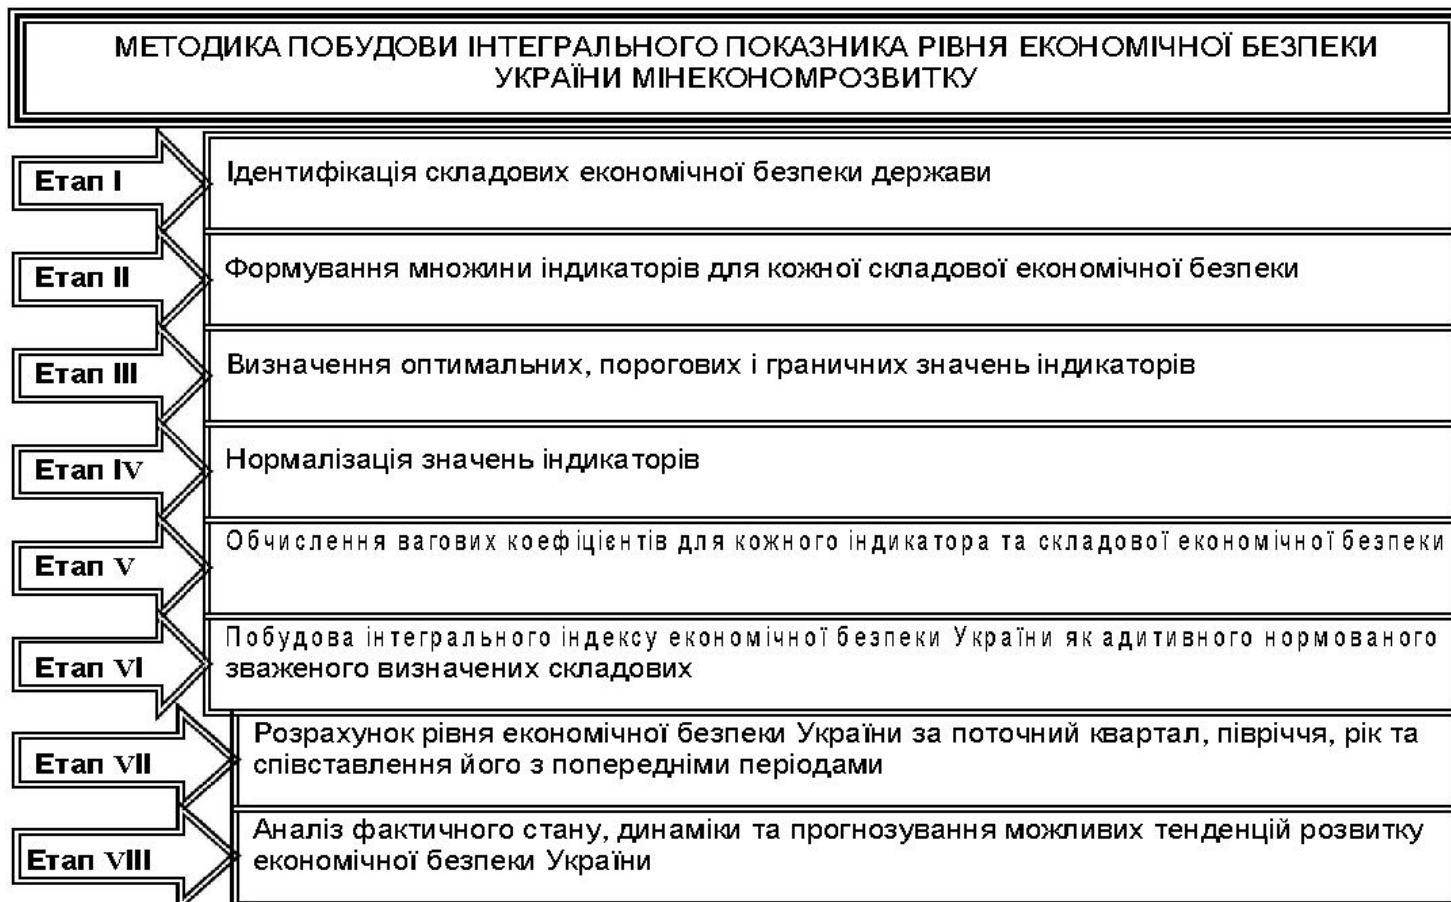 МЕТОДИКА ПОБУДОВИ ІНТЕГРАЛЬНОГО ПОКАЗНИКА РІВНЯ ЕКОНОМІЧНОЇ БЕЗПЕКИ
УКРАЇНИ МІНЕКОНОМРОЗВИТКУ
Етап I
Ідентифікація складових економічної безпеки держави
Етап II
Формування множини індикаторів для кожної складової економічної безпеки
Етап III
Визначення оптимальних, порогових і граничних значень індикаторів
Етап IV
Нормалізація значень індикаторів
Етап V
Обчислення вагових коефіцієнтів для кожного індикатора та складової економічної безпеки
Етап VI
Побудова інтегрального індексу економічної безпеки України як адитивного нормованого
зваженого визначених складових
Етап VII
Розрахунок рівня економічної безпеки України за поточний квартал, півріччя, рік та
співставлення його з попередніми періодами
Етап VIII
Аналіз фактичного стану, динаміки та прогнозування можливих тенденцій розвитку
економічної безпеки України